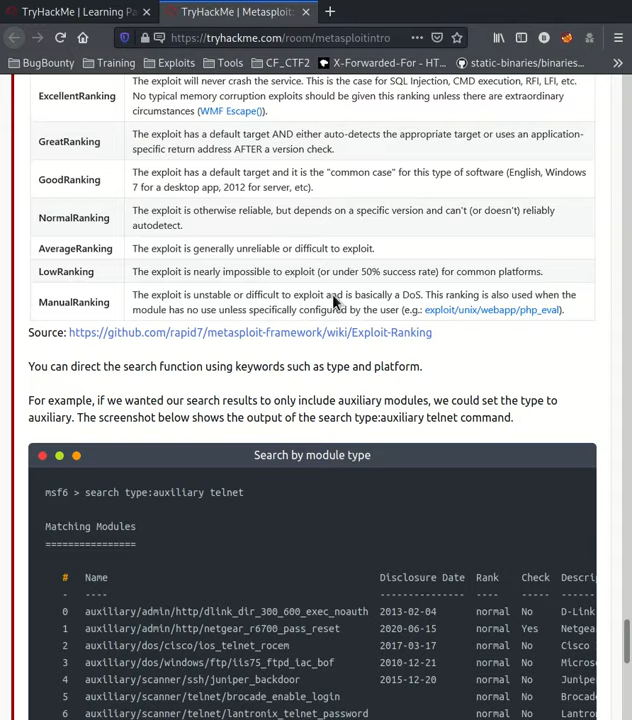 TryHackMe | Learning Pa
TryHackMe | Metasploit:
https://tryhackme.com/room/metasploitintro
BugBounty
Training
Exploits
Tools
CF_CTF2
X-Forwarded-For - HT...
static-binaries/binaries...
ExcellentRanking
The exploit will never crash the service. This is the case for SQL Injection, CMD execution, RFI, LFI, etc.
No typical memory corruption exploits should be given this ranking unless there are extraordinary
circumstances (WMF Escape()).
GreatRanking
The exploit has a default target AND either auto-detects the appropriate target or uses an application-
specific return address AFTER a version check.
GoodRanking
The exploit has a default target and it is the "common case" for this type of software (English, Windows
7 for a desktop app, 2012 for server, etc).
NormalRanking
The exploit is otherwise reliable, but depends on a specific version and can't (or doesn't) reliably
autodetect.
AverageRanking
The exploit is generally unreliable or difficult to exploit.
LowRanking
The exploit is nearly impossible to exploit (or under 50% success rate) for common platforms.
ManualRanking
The exploit is unstable or difficult to exploit and is basically a DoS. This ranking is also used when the
module has no use unless specifically configured by the user (e.g.: exploit/unix/webapp/php_eval).
Source: https://github.com/rapid7/metasploit-framework/wiki/Exploit-Ranking
You can direct the search function using keywords such as type and platform.
For example, if we wanted our search results to only include auxiliary modules, we could set the type to
auxiliary. The screenshot below shows the output of the search type:auxiliary telnet command.
Search by module type
msf6 > search type:auxiliary telnet
Matching Modules
================
# Name Disclosure Date Rank Check Descri
- ---- --------------- ---- ----- ------
0 auxiliary/admin/http/dlink_dir_300_600_exec_noauth 2013-02-04 normal No D-Link
1 auxiliary/admin/http/netgear_r6700_pass_reset 2020-06-15 normal Yes Netgea
2 auxiliary/dos/cisco/ios_telnet_rocem 2017-03-17 normal No Cisco
3 auxiliary/dos/windows/ftp/iis75_ftpd_iac_bof 2010-12-21 normal No Micros
4 auxiliary/scanner/ssh/juniper_backdoor 2015-12-20 normal No Junipe
5 auxiliary/scanner/telnet/brocade_enable_login normal No Brocad
6 auxiliary/scanner/telnet/lantronix_telnet_password normal No Lantro